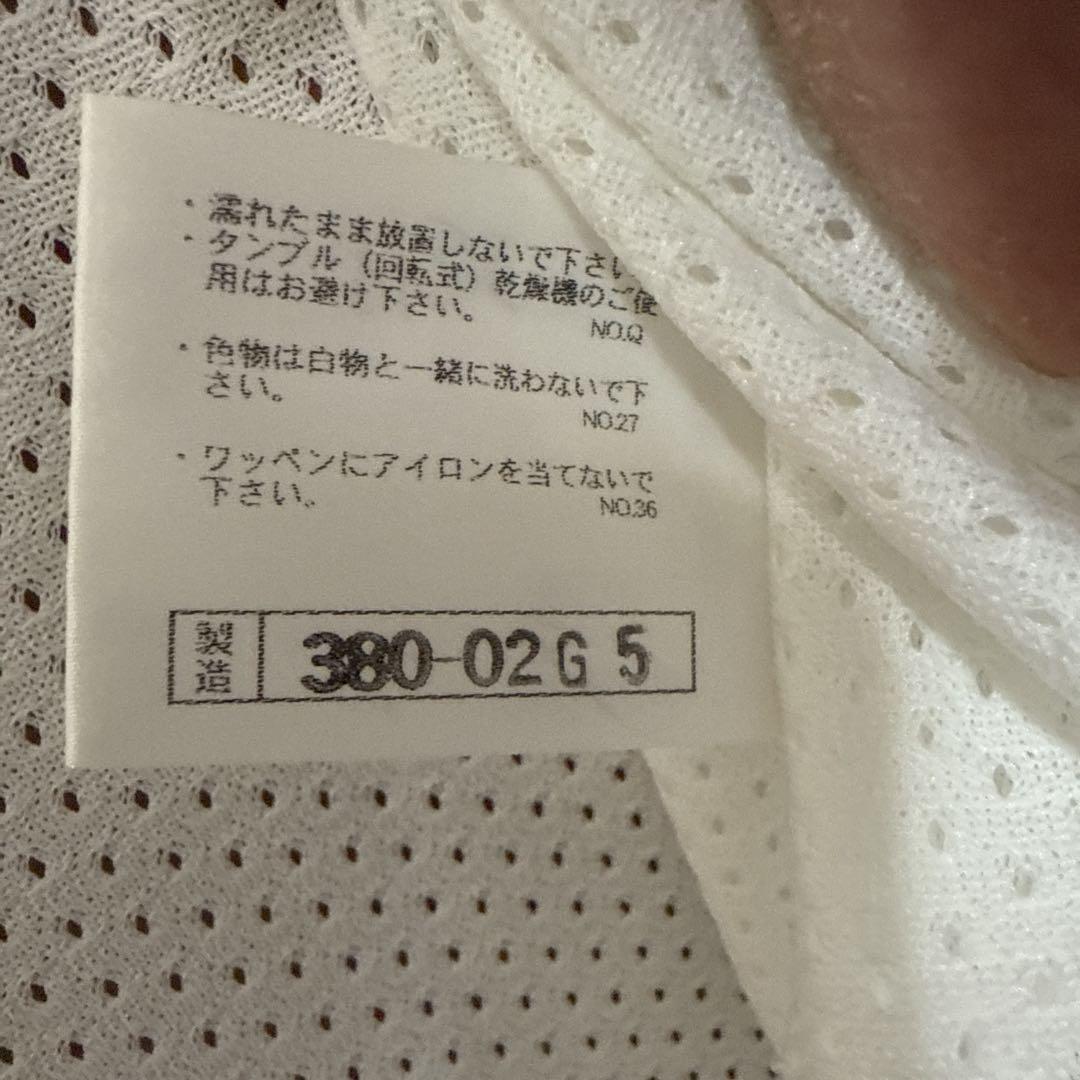 ・濡れたまま放置しないで下さい
・タンブル（回転式）乾燥機のご使
用はお避け下さい。
NO.Q
・色物は白物と一緒に洗わないで下
さい。
NO.27
・ワッペンにアイロンを当てないで
下さい。
NO.36
製造 380-02G 5